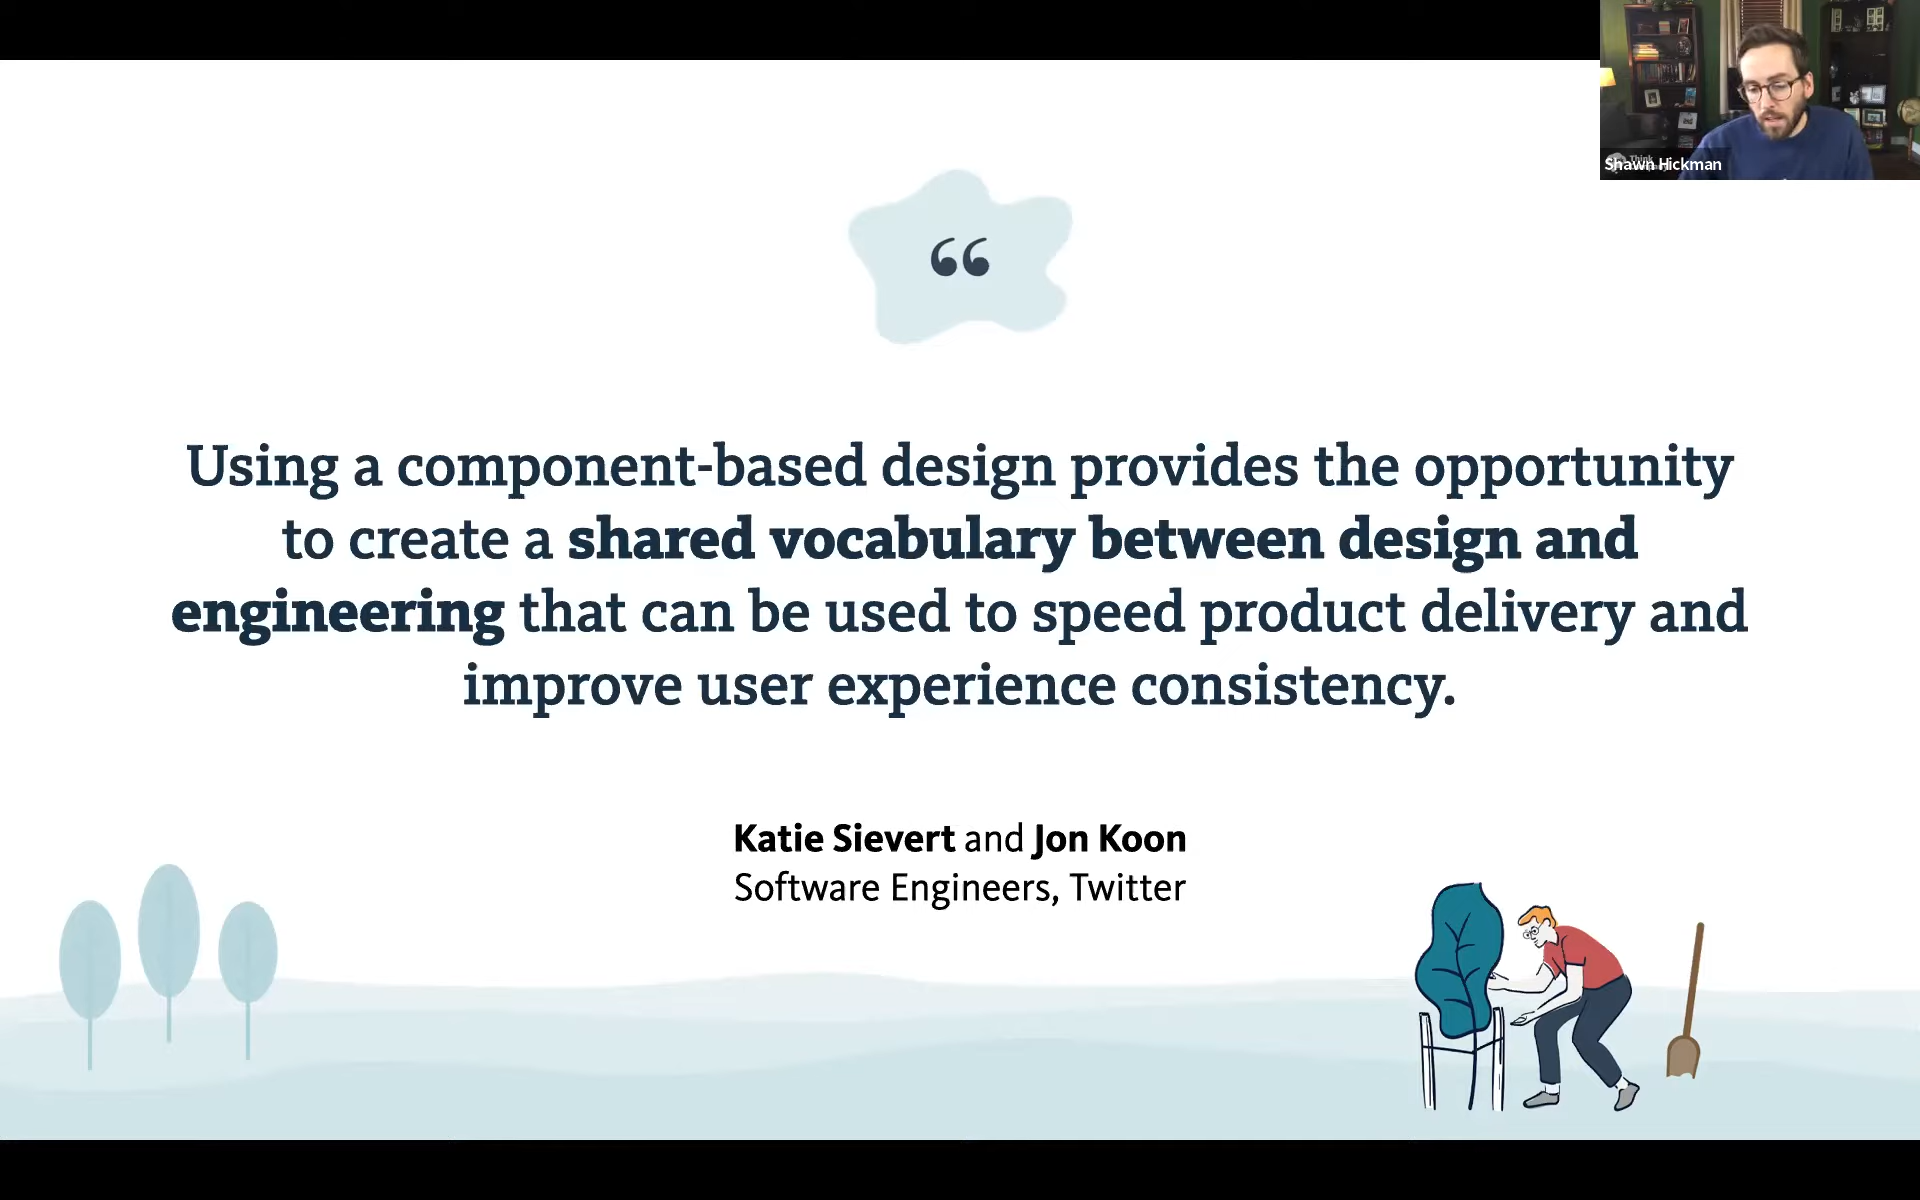 Shawn Hickman
“
Using a component-based design provides the opportunity
to create a shared vocabulary between design and
engineering that can be used to speed product delivery and
improve user experience consistency.
Katie Sievert and Jon Koon
Software Engineers, Twitter